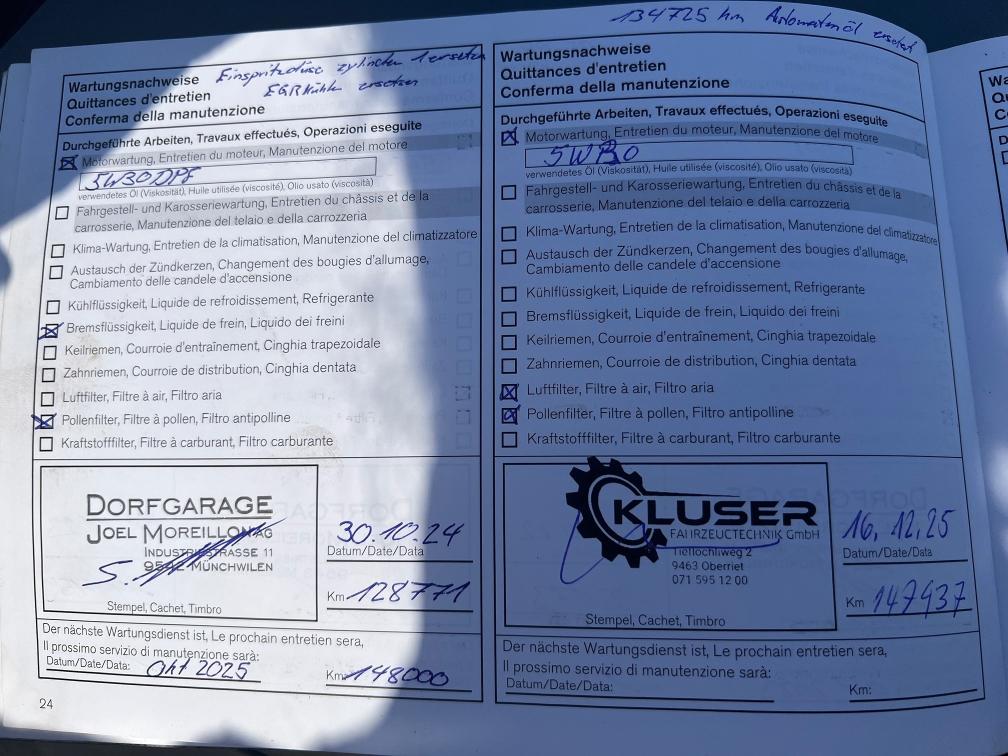 134725 km Automatenöl ersetzt
Wartungsnachweise
Quittances d'entretien
Conferma della manutenzione
Einspritzdüse zylinder 1 ersetzen
EGR Kühler ersetzen
Durchgeführte Arbeiten, Travaux effectués, Operazioni eseguite
Motorwartung, Entretien du moteur, Manutenzione del motore
5W30 DPF
verwendetes Öl (Viskosität), Huile utilisée (viscosité), Olio usato (viscosità)
Fahrgestell- und Karosseriewartung, Entretien du châssis et de la
carrosserie, Manutenzione del telaio e della carrozzeria
Klima-Wartung, Entretien de la climatisation, Manutenzione del climatizzatore
Austausch der Zündkerzen, Changement des bougies d'allumage,
Cambiamento delle candele d'accensione
Kühlflüssigkeit, Liquide de refroidissement, Refrigerante
Bremsflüssigkeit, Liquide de frein, Liquido dei freini
Keilriemen, Courroie d'entraînement, Cinghia trapezoidale
Zahnriemen, Courroie de distribution, Cinghia dentata
Luftfilter, Filtre à air, Filtro aria
Pollenfilter, Filtre à pollen, Filtro antipolline
Kraftstofffilter, Filtre à carburant, Filtro carburante
DORFGARAGE
JOEL MOREILLON AG
INDUSTRIESTRASSE 11
9542 MÜNCHWILEN
Stempel, Cachet, Timbro
30.10.24
Datum/Date/Data
Km 128771
Der nächste Wartungsdienst ist, Le prochain entretien sera,
Il prossimo servizio di manutenzione sarà:
Datum/Date/Data: Okt 2025
Km: 148000
24
Wartungsnachweise
Quittances d'entretien
Conferma della manutenzione
Durchgeführte Arbeiten, Travaux effectués, Operazioni eseguite
Motorwartung, Entretien du moteur, Manutenzione del motore
5W30
verwendetes Öl (Viskosität), Huile utilisée (viscosité), Olio usato (viscosità)
Fahrgestell- und Karosseriewartung, Entretien du châssis et de la
carrosserie, Manutenzione del telaio e della carrozzeria
Klima-Wartung, Entretien de la climatisation, Manutenzione del climatizzatore
Austausch der Zündkerzen, Changement des bougies d'allumage,
Cambiamento delle candele d'accensione
Kühlflüssigkeit, Liquide de refroidissement, Refrigerante
Bremsflüssigkeit, Liquide de frein, Liquido dei freini
Keilriemen, Courroie d'entraînement, Cinghia trapezoidale
Zahnriemen, Courroie de distribution, Cinghia dentata
Luftfilter, Filtre à air, Filtro aria
Pollenfilter, Filtre à pollen, Filtro antipolline
Kraftstofffilter, Filtre à carburant, Filtro carburante
KLUSER
FAHRZEUGTECHNIK GmbH
Tieflochliweg 2
9463 Oberriet
071 595 12 00
Stempel, Cachet, Timbro
16.12.25
Datum/Date/Data
Km 147937
Der nächste Wartungsdienst ist, Le prochain entretien sera,
Il prossimo servizio di manutenzione sarà:
Datum/Date/Data:
Km: